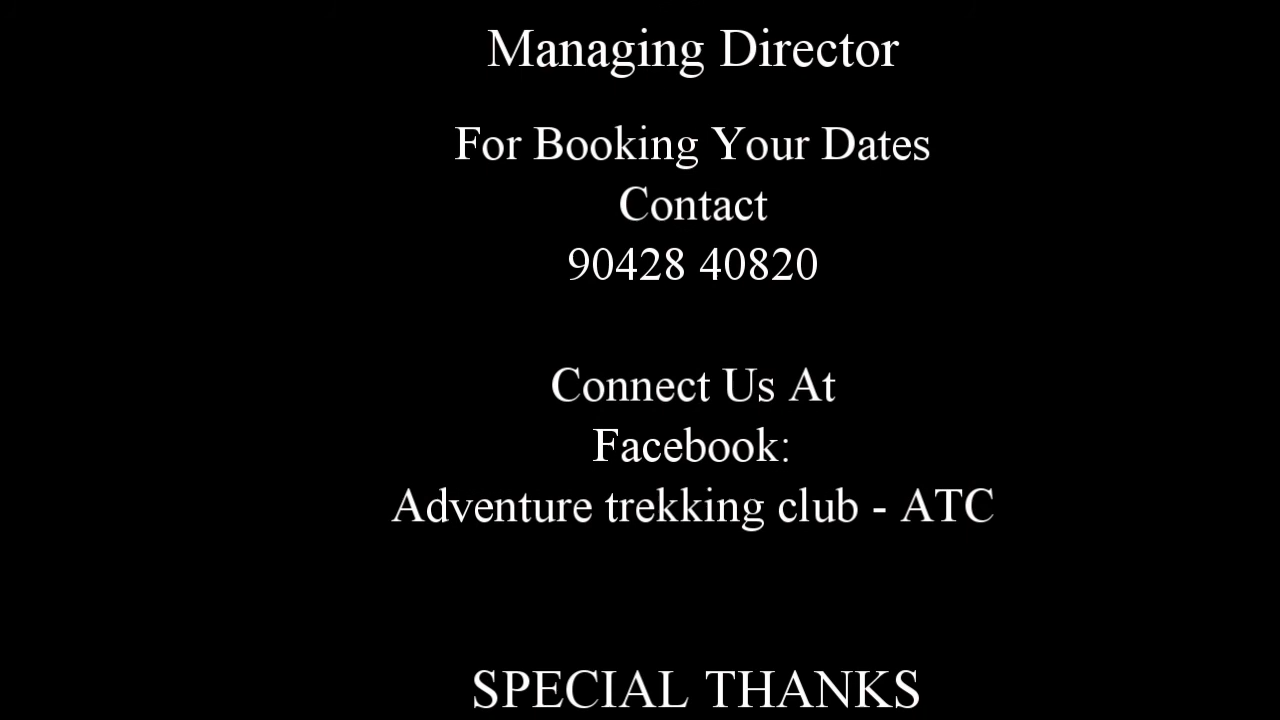 Managing Director
For Booking Your Dates
Contact
90428 40820
Connect Us At
Facebook:
Adventure trekking club - ATC
SPECIAL THANKS